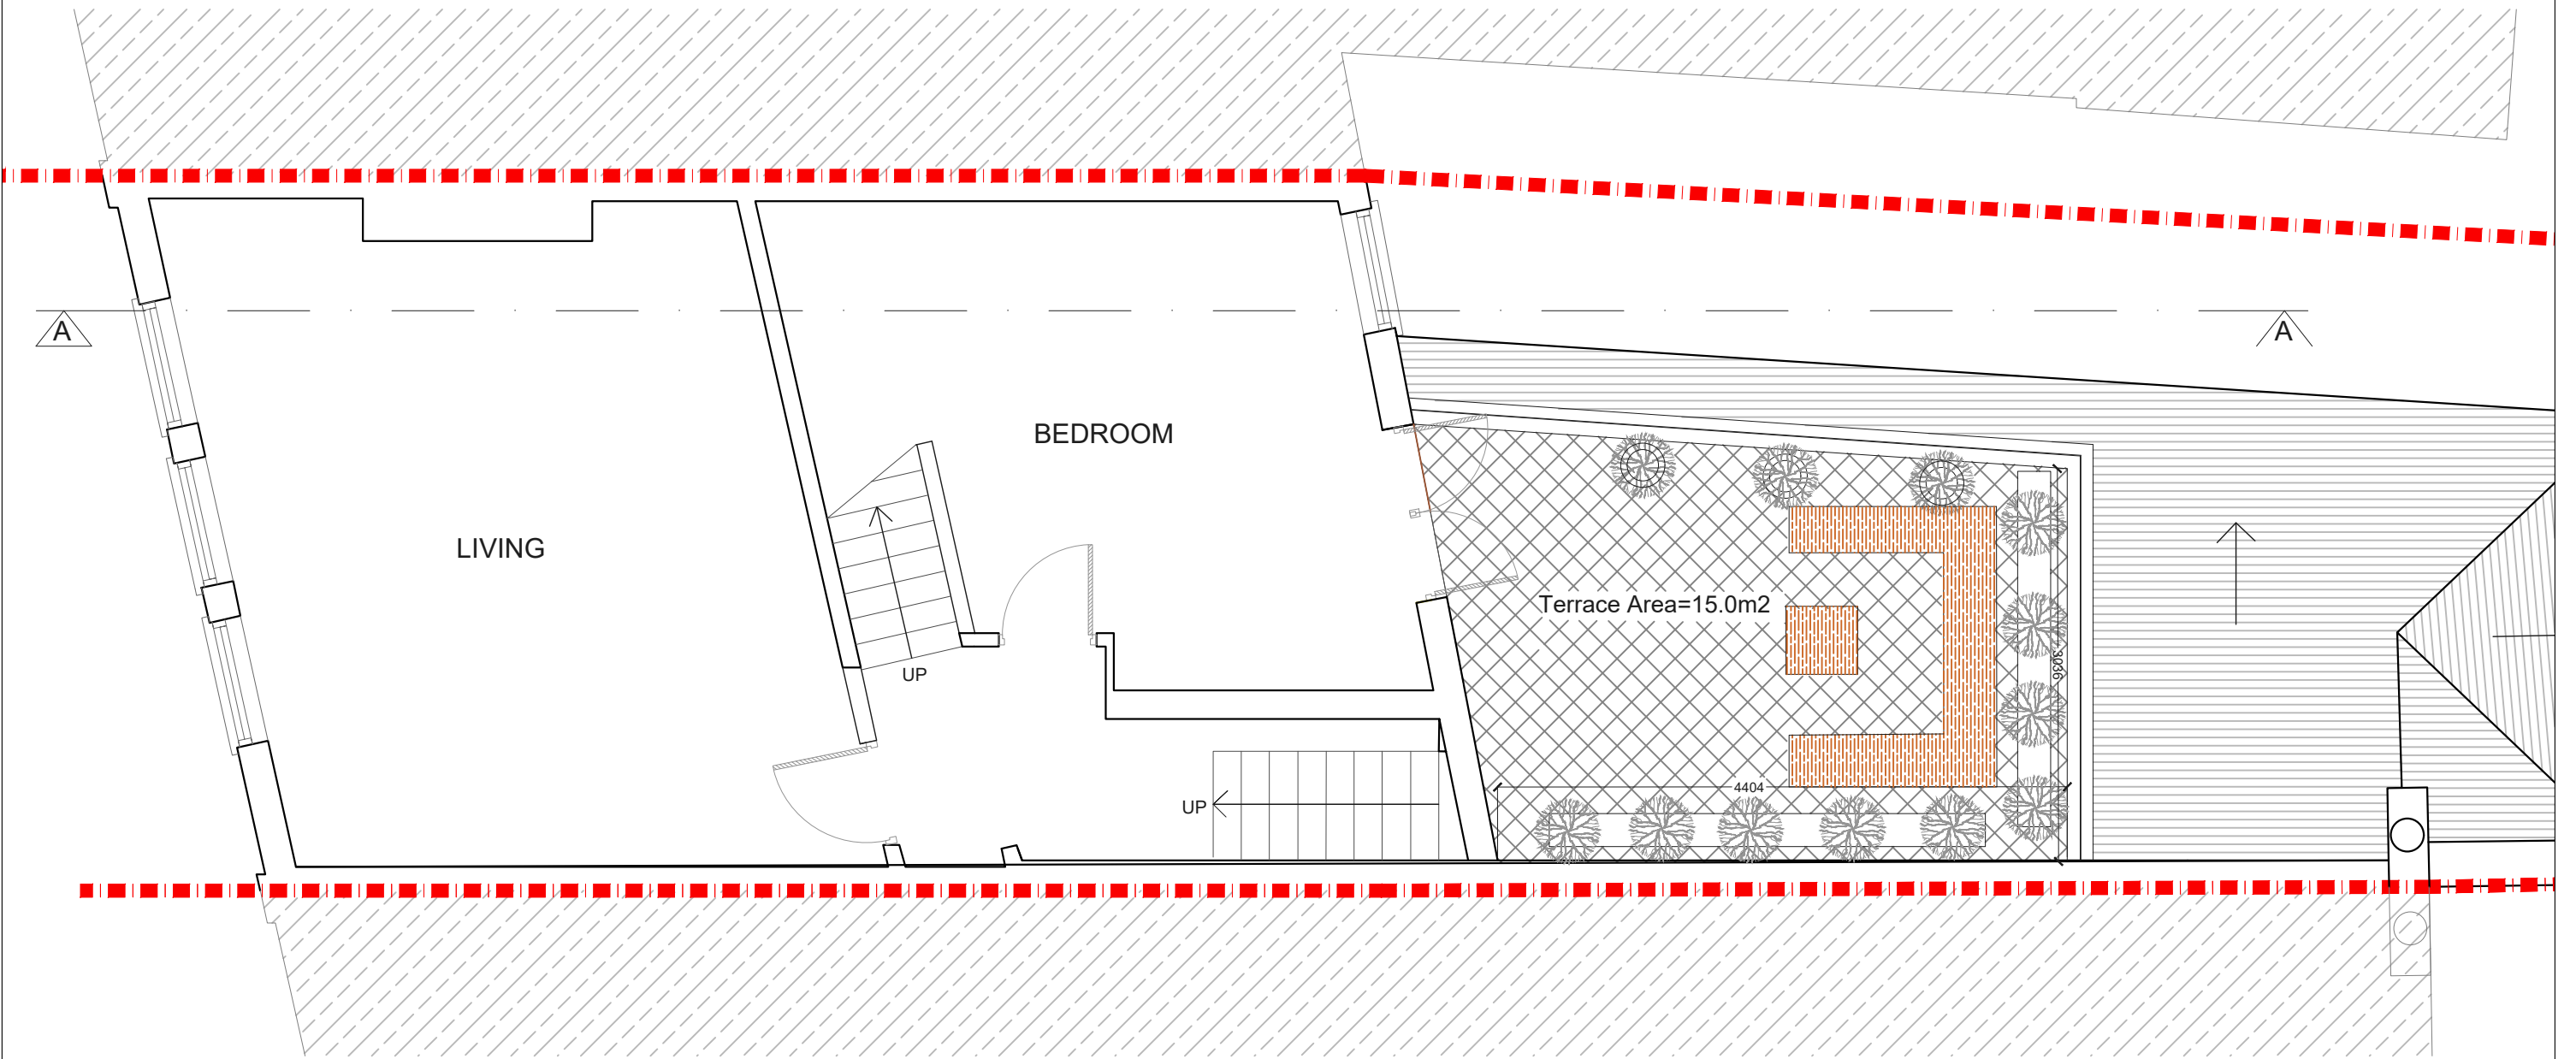 A
A
BEDROOM
LIVING
Terrace Area=15.0m2
3036
UP
4404
UP